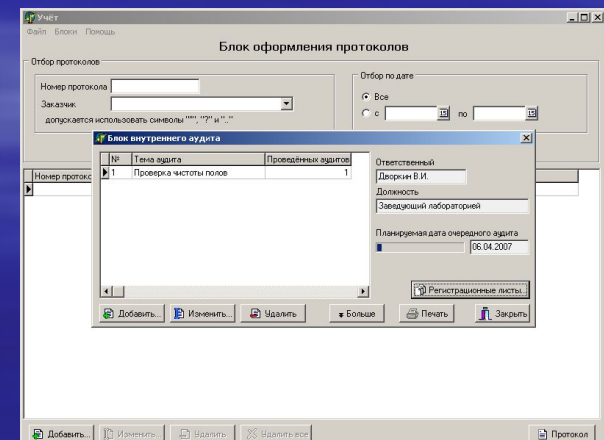 Учёт
Файл Блоки Помощь
Блок оформления протоколов
Отбор протоколов
Номер протокола
Заказчик
допускается использовать символы "*", "?" и ".."
Отбор по дате
Все
с 15 по 15
Номер протоко
Блок внутреннего аудита
№ Тема аудита Проведённых аудитов
1 Проверка чистоты полов 1
Ответственный
Дворкин В.И.
Должность
Заведующий лабораторией
Планируемая дата очередного аудита
06.04.2007
Регистрационные листы...
Добавить... Изменить... Удалить Больше Печать Закрыть
Добавить... Изменить... Удалить Удалить все Протокол